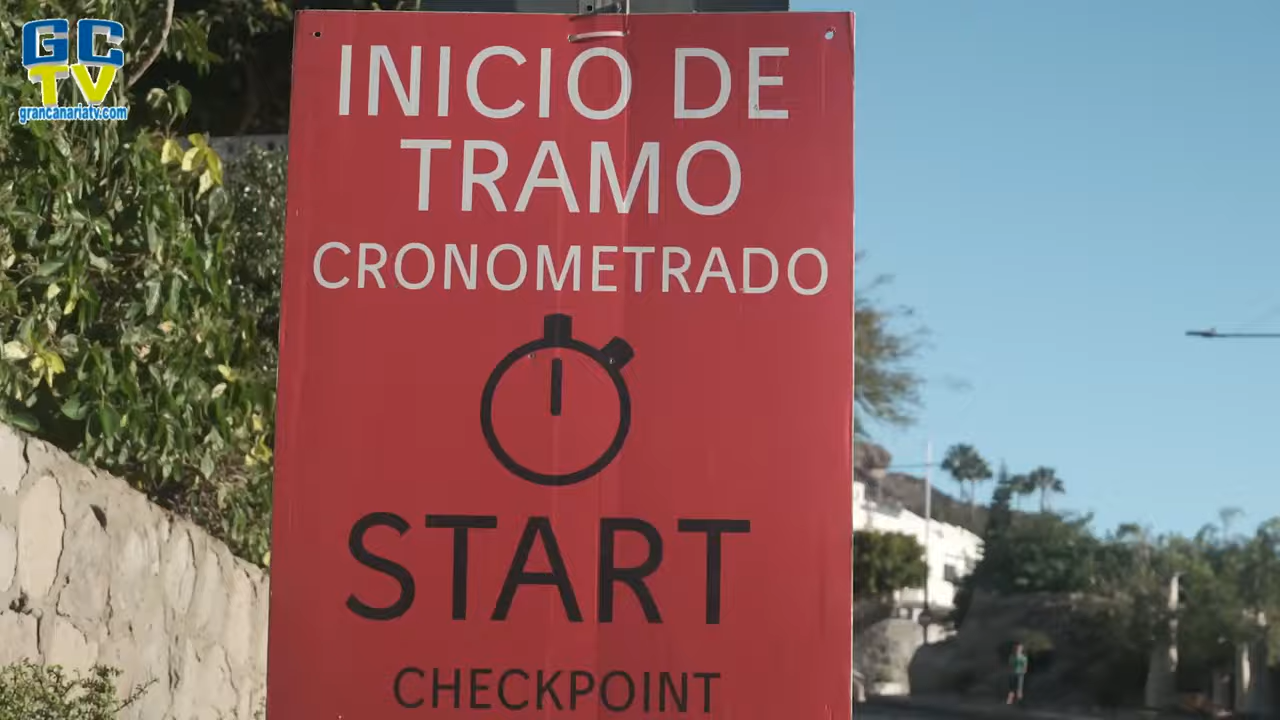 GC
TV
grancanariatv.com
INICIO DE
TRAMO
CRONOMETRADO
START
CHECKPOINT